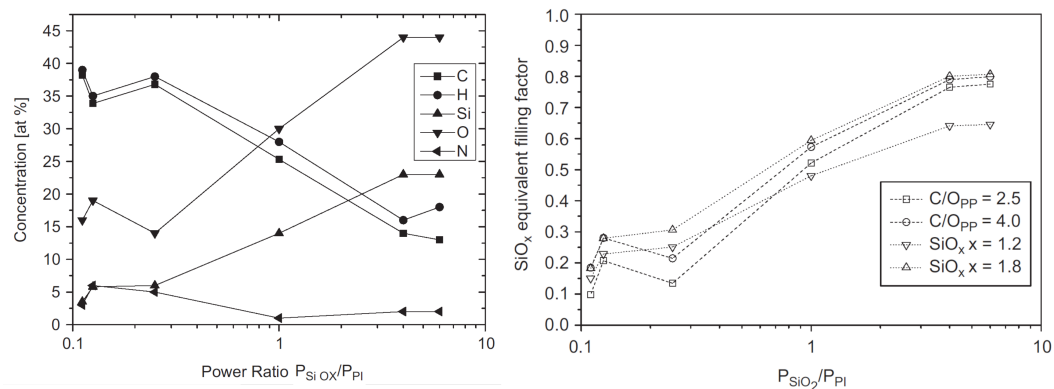 45
40
35
30
25
20
15
10
5
0
Concentration [at %]
C
H
Si
O
N
0.1
1
10
Power Ratio P_Si OX/P_PI
1.0
0.9
0.8
0.7
0.6
0.5
0.4
0.3
0.2
0.1
0.0
SiO_x equivalent filling factor
C/O_PP = 2.5
C/O_PP = 4.0
SiO_x x = 1.2
SiO_x x = 1.8
0.1
1
10
P_SiO_2/P_PI